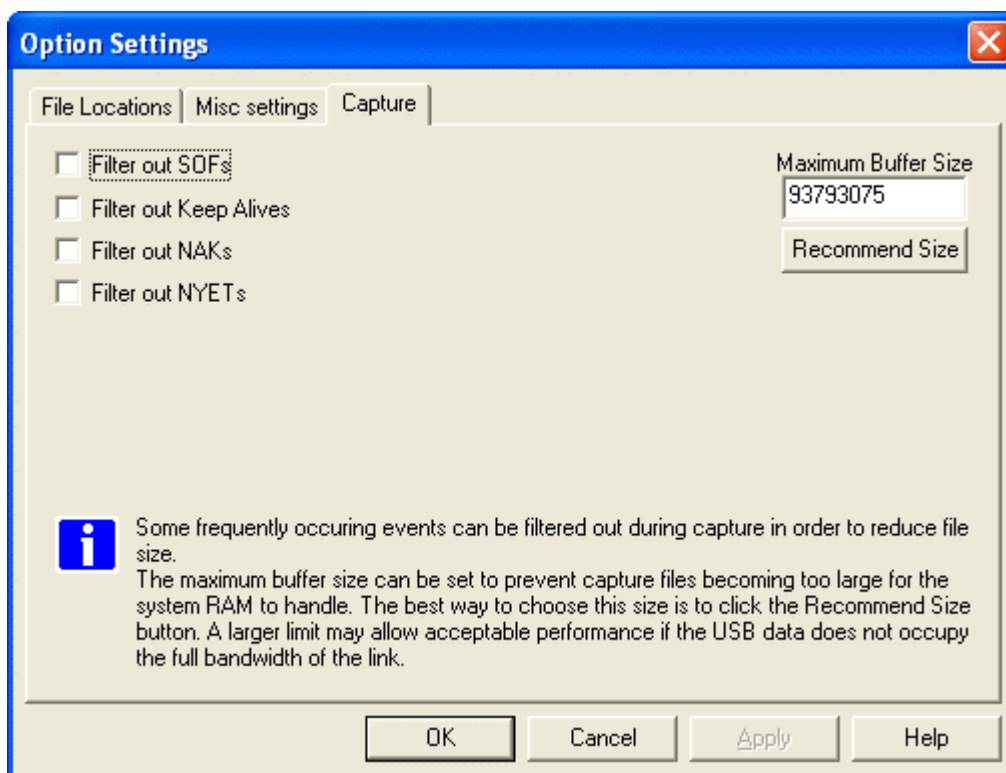 Option Settings
File Locations
Misc settings
Capture
Filter out SOFs
Filter out Keep Alives
Filter out NAKs
Filter out NYETs
Maximum Buffer Size
93793075
Recommend Size
Some frequently occuring events can be filtered out during capture in order to reduce file
size.
The maximum buffer size can be set to prevent capture files becoming too large for the
system RAM to handle. The best way to choose this size is to click the Recommend Size
button. A larger limit may allow acceptable performance if the USB data does not occupy
the full bandwidth of the link.
OK
Cancel
Apply
Help